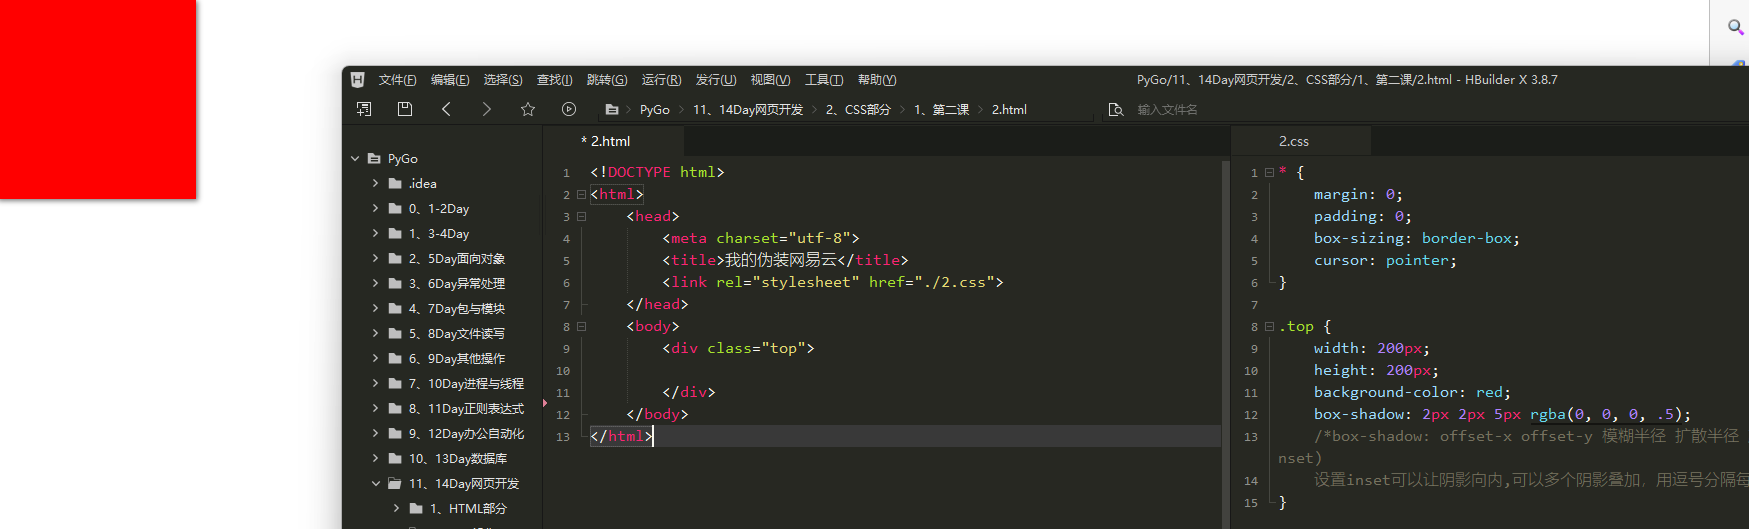 文件(F) 编辑(E) 选择(S) 查找(I) 跳转(G) 运行(R) 发行(U) 视图(V) 工具(T) 帮助(Y)
PyGo/11、14Day网页开发/2、CSS部分/1、第二课/2.html - HBuilder X 3.8.7
PyGo 11、14Day网页开发 2、CSS部分 1、第二课 2.html
输入文件名
PyGo
.idea
0、1-2Day
1、3-4Day
2、5Day面向对象
3、6Day异常处理
4、7Day包与模块
5、8Day文件读写
6、9Day其他操作
7、10Day进程与线程
8、11Day正则表达式
9、12Day办公自动化
10、13Day数据库
11、14Day网页开发
1、HTML部分
* 2.html
1 <!DOCTYPE html>
2 <html>
3 <head>
4 <meta charset="utf-8">
5 <title>我的伪装网易云</title>
6 <link rel="stylesheet" href="./2.css">
7 </head>
8 <body>
9 <div class="top">
10
11 </div>
12 </body>
13 </html>
2.css
1 * {
2 margin: 0;
3 padding: 0;
4 box-sizing: border-box;
5 cursor: pointer;
6 }
7
8 .top {
9 width: 200px;
10 height: 200px;
11 background-color: red;
12 box-shadow: 2px 2px 5px rgba(0, 0, 0, .5);
13 /*box-shadow: offset-x offset-y 模糊半径 扩散半径
nset)
14 设置inset可以让阴影向内,可以多个阴影叠加，用逗号分隔每
15 }